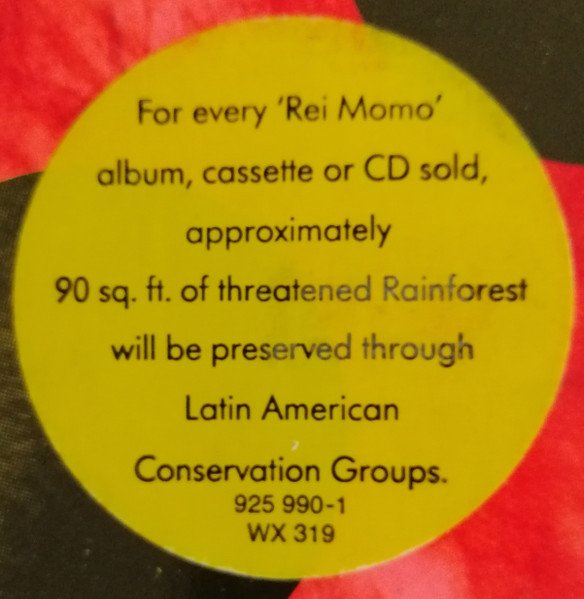 For every 'Rei Momo'
album, cassette or CD sold,
approximately
90 sq. ft. of threatened Rainforest
will be preserved through
Latin American
Conservation Groups.
925 990-1
WX 319